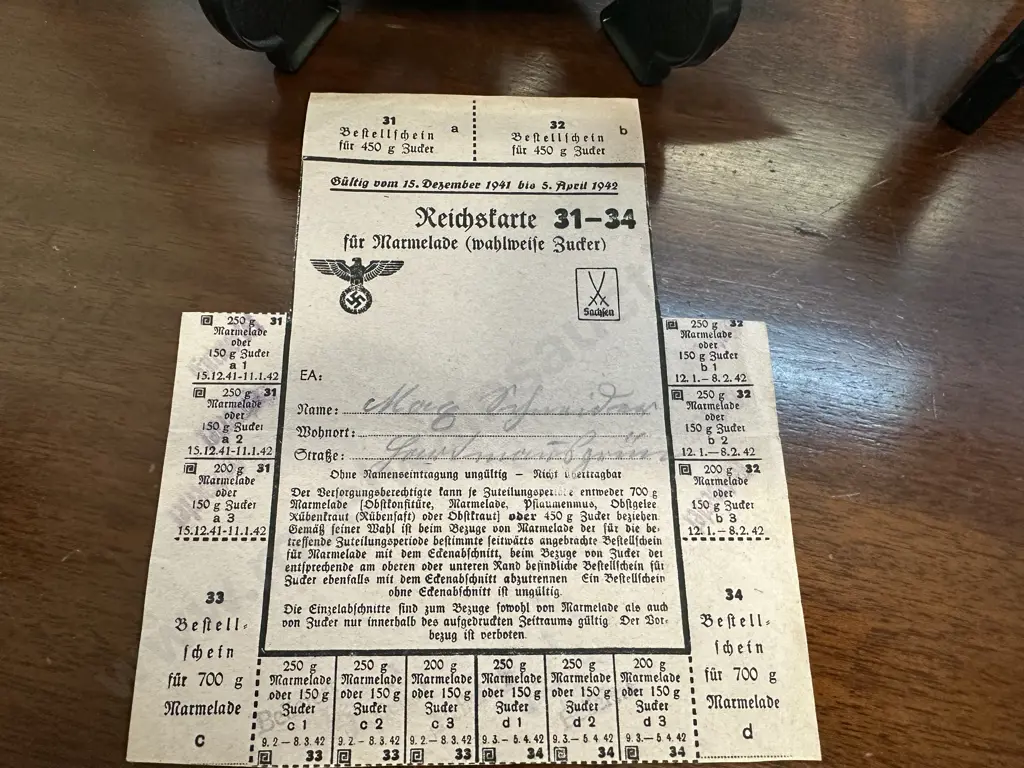 31 32
Bestellschein a Bestellschein b
für 450 g Zucker für 450 g Zucker
Gültig vom 15. Dezember 1941 bis 5. April 1942
Reichskarte 31–34
für Marmelade (wahlweise Zucker)
Sachsen
EA:
Name: Schneider
Wohnort:
Straße:
Ohne Namenseintragung ungültig – Nicht übertragbar
Der Versorgungsberechtigte kann je Zuteilungsperiode entweder 700 g
Marmelade [Obstkonfitüre, Marmelade, Pflaumenmus, Obstgelee
Rübenkraut (Rübensaft) oder Obstkraut] oder 450 g Zucker beziehen
Gemäß seiner Wahl ist beim Bezuge von Marmelade der für die be-
treffende Zuteilungsperiode bestimmte seitwärts angebrachte Bestellschein
für Marmelade mit dem Eckenabschnitt, beim Bezuge von Zucker der
entsprechende am oberen oder unteren Rand befindliche Bestellschein für
Zucker ebenfalls mit dem Eckenabschnitt abzutrennen Ein Bestellschein
ohne Eckenabschnitt ist ungültig.
Die Einzelabschnitte sind zum Bezuge sowohl von Marmelade als auch
von Zucker nur innerhalb des aufgedruckten Zeitraums gültig Der Vor-
bezug ist verboten.
250 g 31
Marmelade
oder
150 g Zucker
a 1
15.12.41-11.1.42
250 g 31
Marmelade
oder
150 g Zucker
a 2
15.12.41-11.1.42
200 g 31
Marmelade
oder
150 g Zucker
a 3
15.12.41-11.1.42
250 g 32
Marmelade
oder
150 g Zucker
b 1
12.1.–8.2.42
250 g 32
Marmelade
oder
150 g Zucker
b 2
12.1.–8.2.42
200 g 32
Marmelade
oder
150 g Zucker
b 3
12.1.–8.2.42
33
Bestell-
schein
für 700 g
Marmelade
c
250 g 250 g 200 g 250 g 250 g 200 g
Marmelade Marmelade Marmelade Marmelade Marmelade Marmelade
oder 150 g oder 150 g oder 150 g oder 150 g oder 150 g oder 150 g
Zucker Zucker Zucker Zucker Zucker Zucker
c 1 c 2 c 3 d 1 d 2 d 3
9.2.–8.3.42 9.2.–8.3.42 9.2.–8.3.42 9.3.–5.4.42 9.3.–5.4.42 9.3.–5.4.42
33 33 33 34 34 34
34
Bestell-
schein
für 700 g
Marmelade
d